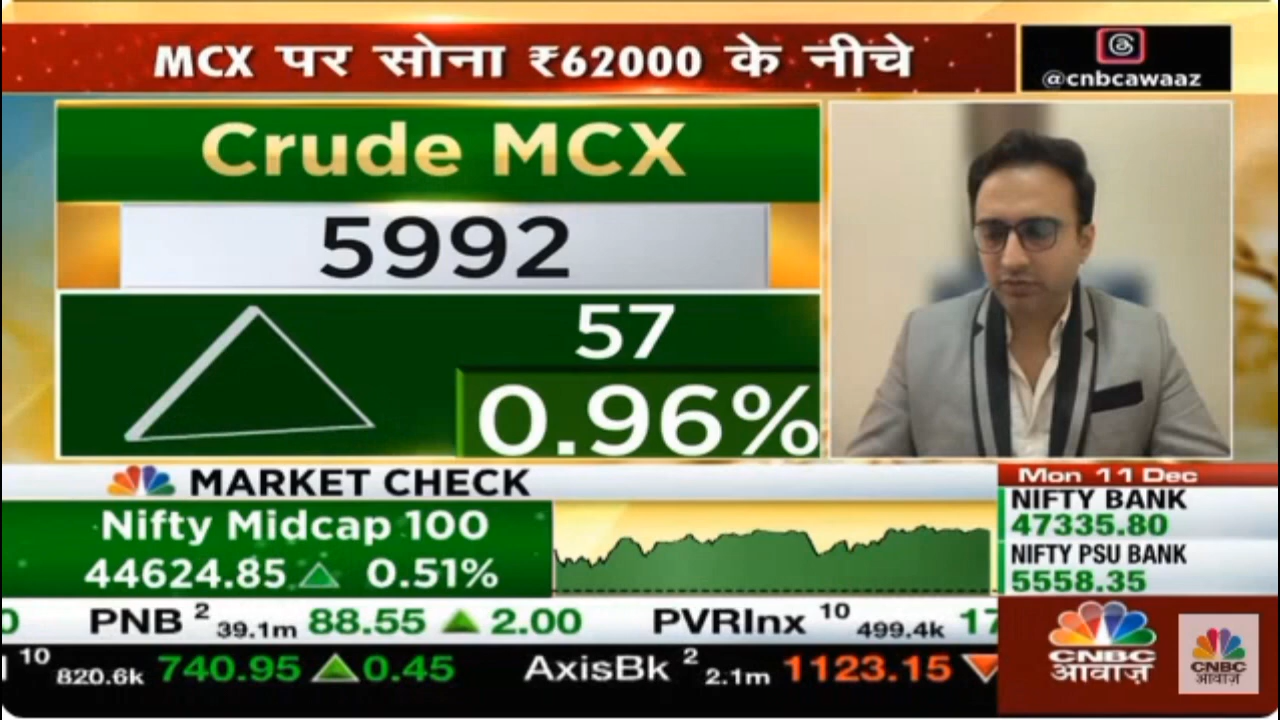 MCX पर सोना ₹62000 के नीचे
@cnbcawaaz
Crude MCX
5992
57
0.96%
MARKET CHECK
Nifty Midcap 100
44624.85 0.51%
Mon 11 Dec
NIFTY BANK
47335.80
NIFTY PSU BANK
5558.35
0 PNB 2 39.1m 88.55 2.00 PVRInx 10 499.4k 17
10 820.6k 740.95 0.45 AxisBk 2 2.1m 1123.15
CNBC
आवाज़
CNBC
आवाज़